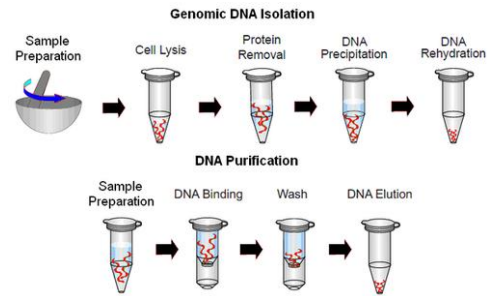 Genomic DNA Isolation
Sample
Preparation
Cell Lysis
Protein
Removal
DNA
Precipitation
DNA
Rehydration
DNA Purification
Sample
Preparation
DNA Binding
Wash
DNA Elution